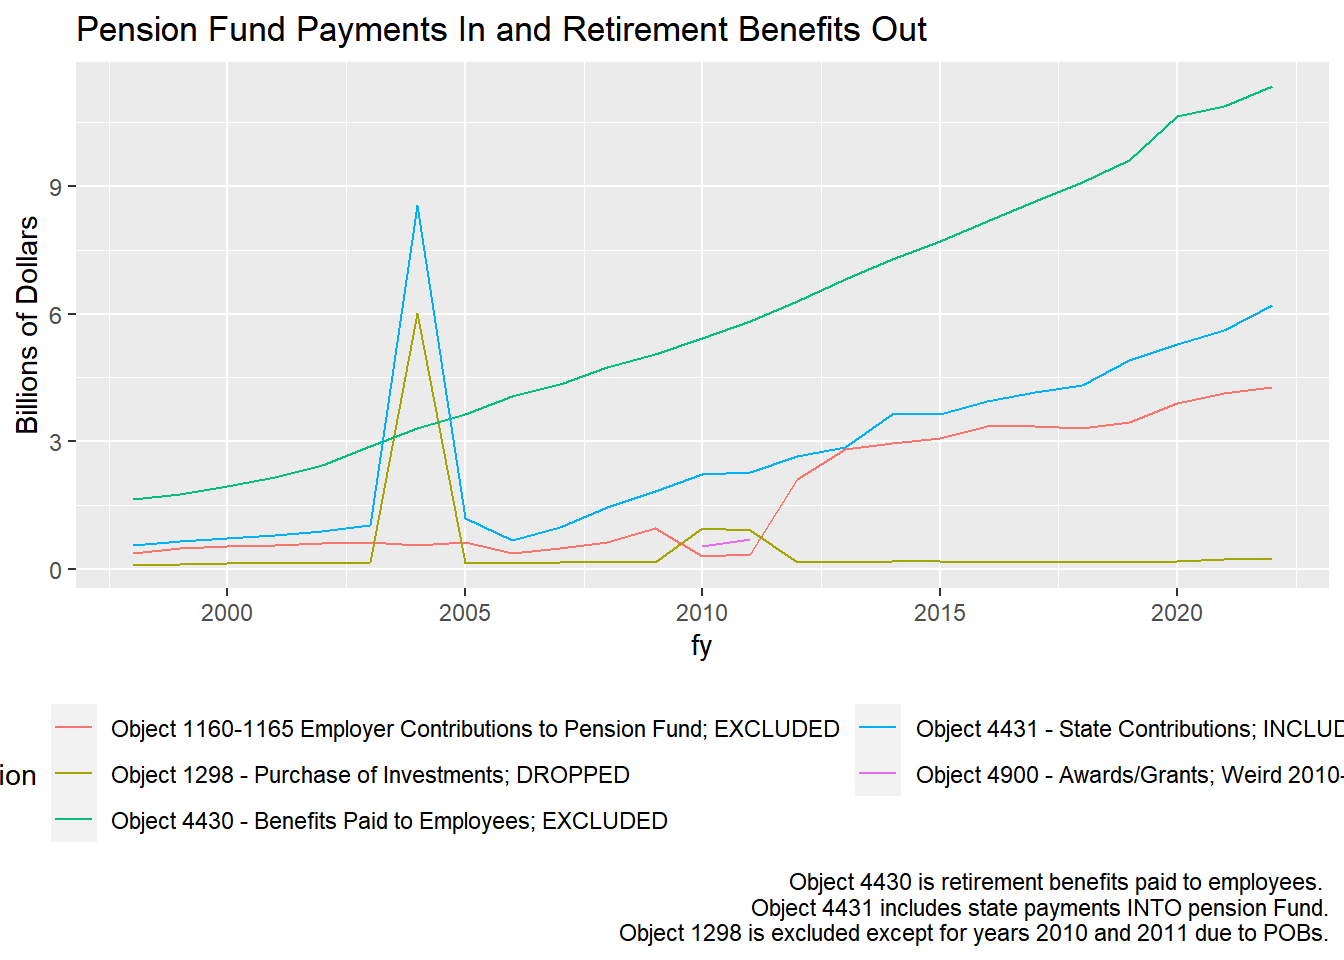 Pension Fund Payments In and Retirement Benefits Out
Billions of Dollars
9
6
3
0
2000
2005
2010
2015
2020
fy
ion
Object 1160-1165 Employer Contributions to Pension Fund; EXCLUDED
Object 1298 - Purchase of Investments; DROPPED
Object 4430 - Benefits Paid to Employees; EXCLUDED
Object 4431 - State Contributions; INCLUD
Object 4900 - Awards/Grants; Weird 2010-
Object 4430 is retirement benefits paid to employees.
Object 4431 includes state payments INTO pension Fund.
Object 1298 is excluded except for years 2010 and 2011 due to POBs.